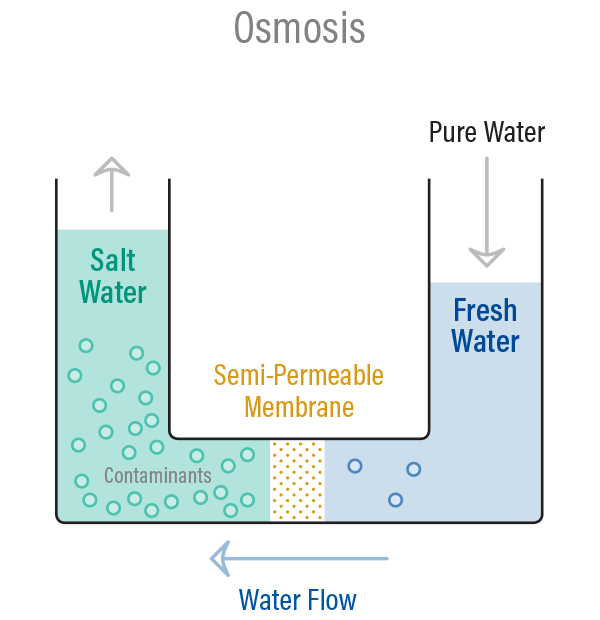 Osmosis
Pure Water
Salt
Water
Fresh
Water
Semi-Permeable
Membrane
Contaminants
Water Flow